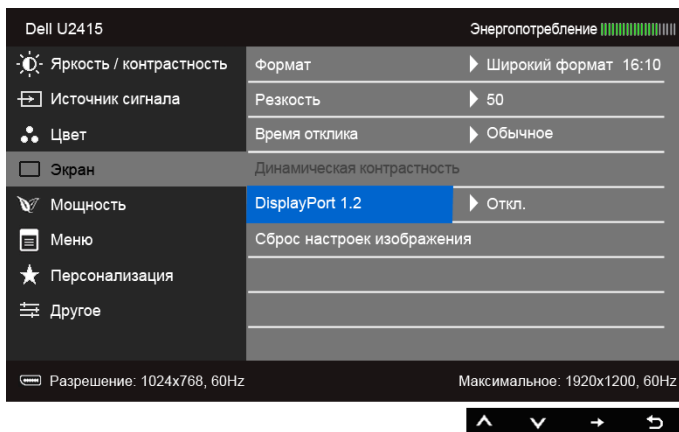 Dell U2415 Энергопотребление
Яркость / контрастность Формат Широкий формат 16:10
Источник сигнала Резкость 50
Цвет Время отклика Обычное
Экран Динамическая контрастность
Мощность DisplayPort 1.2 Откл.
Меню Сброс настроек изображения
Персонализация
Другое
Разрешение: 1024x768, 60Hz Максимальное: 1920x1200, 60Hz